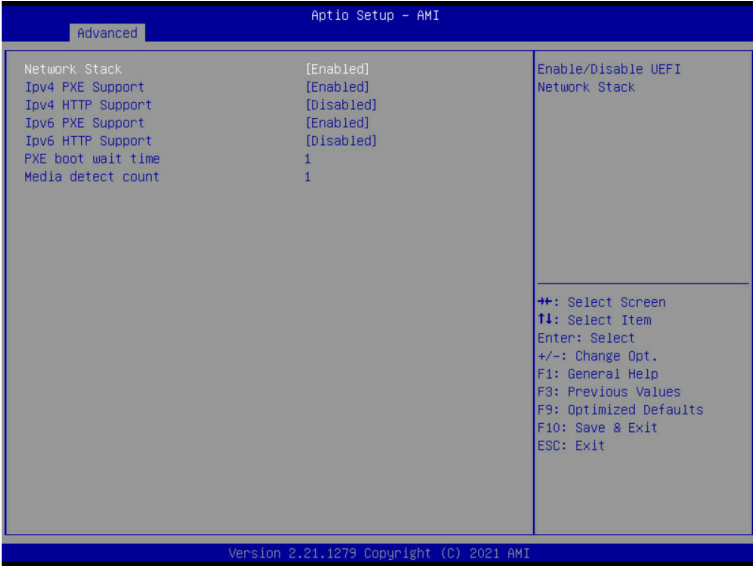 Aptio Setup – AMI
Advanced
Network Stack [Enabled]
Ipv4 PXE Support [Enabled]
Ipv4 HTTP Support [Disabled]
Ipv6 PXE Support [Enabled]
Ipv6 HTTP Support [Disabled]
PXE boot wait time 1
Media detect count 1
Enable/Disable UEFI
Network Stack
→←: Select Screen
↑↓: Select Item
Enter: Select
+/-: Change Opt.
F1: General Help
F3: Previous Values
F9: Optimized Defaults
F10: Save & Exit
ESC: Exit
Version 2.21.1279 Copyright (C) 2021 AMI